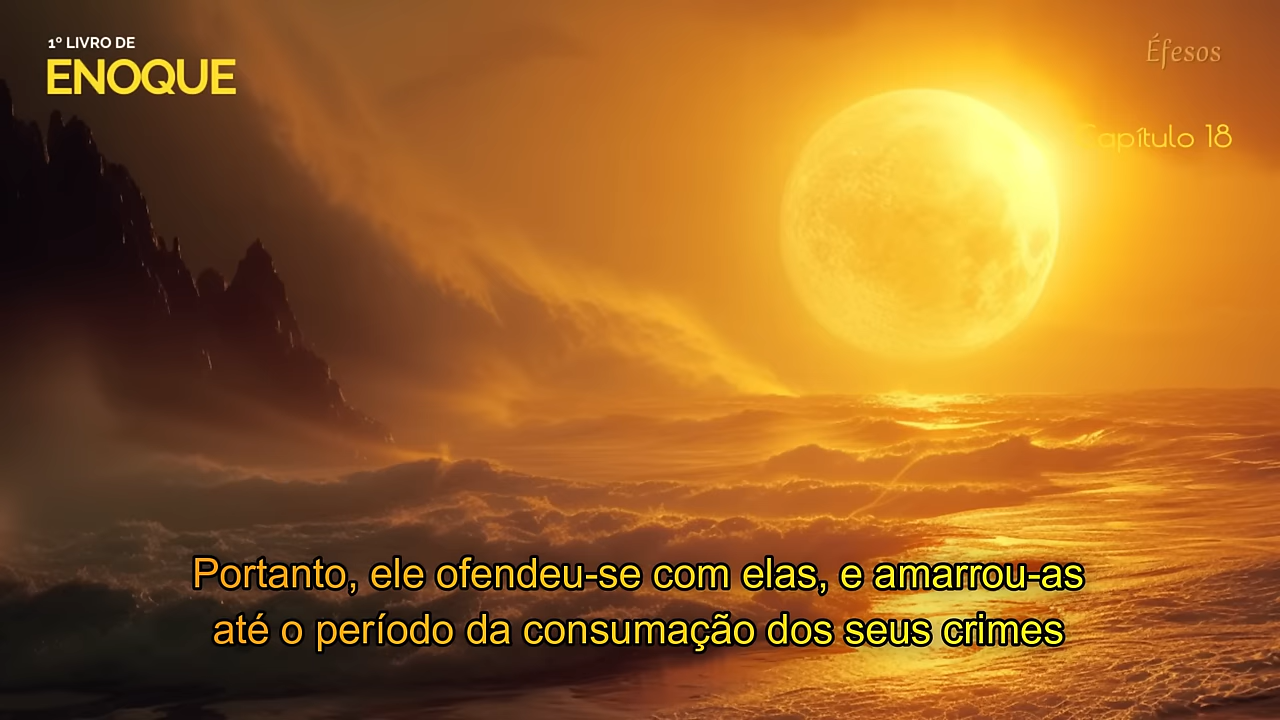 1º LIVRO DE
ENOQUE
Éfesos
Capítulo 18
Portanto, ele ofendeu-se com elas, e amarrou-as
até o período da consumação dos seus crimes